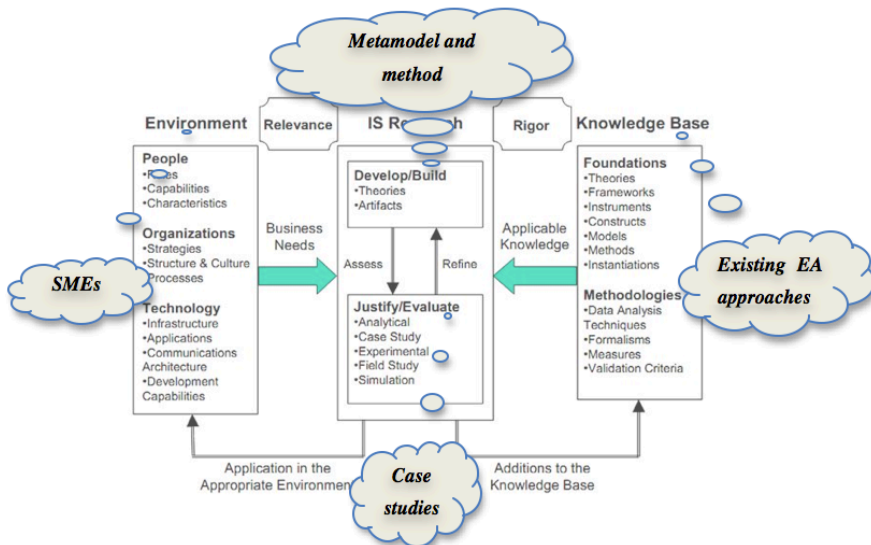 Metamodel and
method
Environment
Relevance
IS Research
Rigor
Knowledge Base
People
•Roles
•Capabilities
•Characteristics
Organizations
•Strategies
•Structure & Culture
Processes
Technology
•Infrastructure
•Applications
•Communications
Architecture
•Development
Capabilities
SMEs
Business
Needs
Develop/Build
•Theories
•Artifacts
Assess
Refine
Justify/Evaluate
•Analytical
•Case Study
•Experimental
•Field Study
•Simulation
Applicable
Knowledge
Foundations
•Theories
•Frameworks
•Instruments
•Constructs
•Models
•Methods
•Instantiations
Methodologies
•Data Analysis
Techniques
•Formalisms
•Measures
•Validation Criteria
Existing EA
approaches
Application in the
Appropriate Environment
Case
studies
Additions to the
Knowledge Base